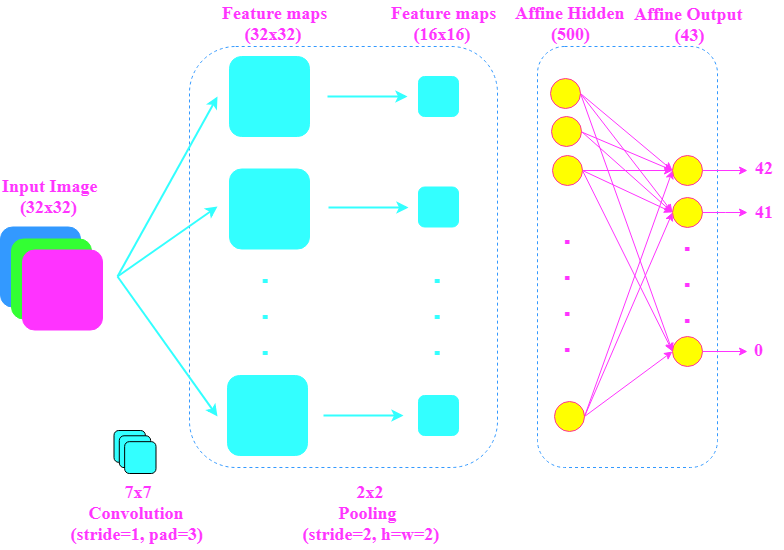 Feature maps
(32x32)
Feature maps
(16x16)
Affine Hidden
(500)
Affine Output
(43)
Input Image
(32x32)
42
41
0
7x7
Convolution
(stride=1, pad=3)
2x2
Pooling
(stride=2, h=w=2)